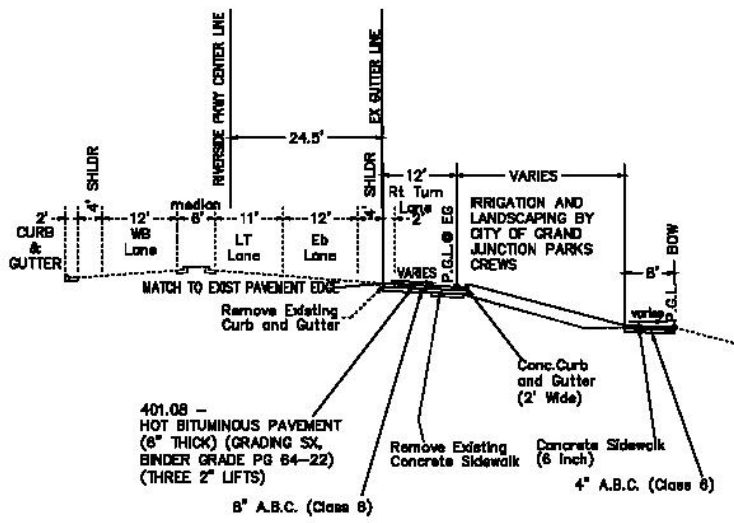 RIVERSIDE PKWY CENTER LINE
EX GUTTER LINE
24.5'
4' SHLDR
SHLDR
4'
12'
VARIES
Rt Turn
Lane
2'
median
2'
12'
6'
11'
12'
CURB
&
GUTTER
WB
Lane
LT
Lane
Eb
Lane
P.G.L. @ EG
IRRIGATION AND
LANDSCAPING BY
CITY OF GRAND
JUNCTION PARKS
CREWS
8'
P.G.L. BOW
VARIES
varies
MATCH TO EXIST PAVEMENT EDGE
Remove Existing
Curb and Gutter
Conc.Curb
and Gutter
(2' Wide)
401.08 –
HOT BITUMINOUS PAVEMENT
(6" THICK) (GRADING SX,
BINDER GRADE PG 64–22)
(THREE 2" LIFTS)
Remove Existing
Concrete Sidewalk
Concrete Sidewalk
(6 Inch)
4" A.B.C. (Class 6)
8" A.B.C. (Class 6)